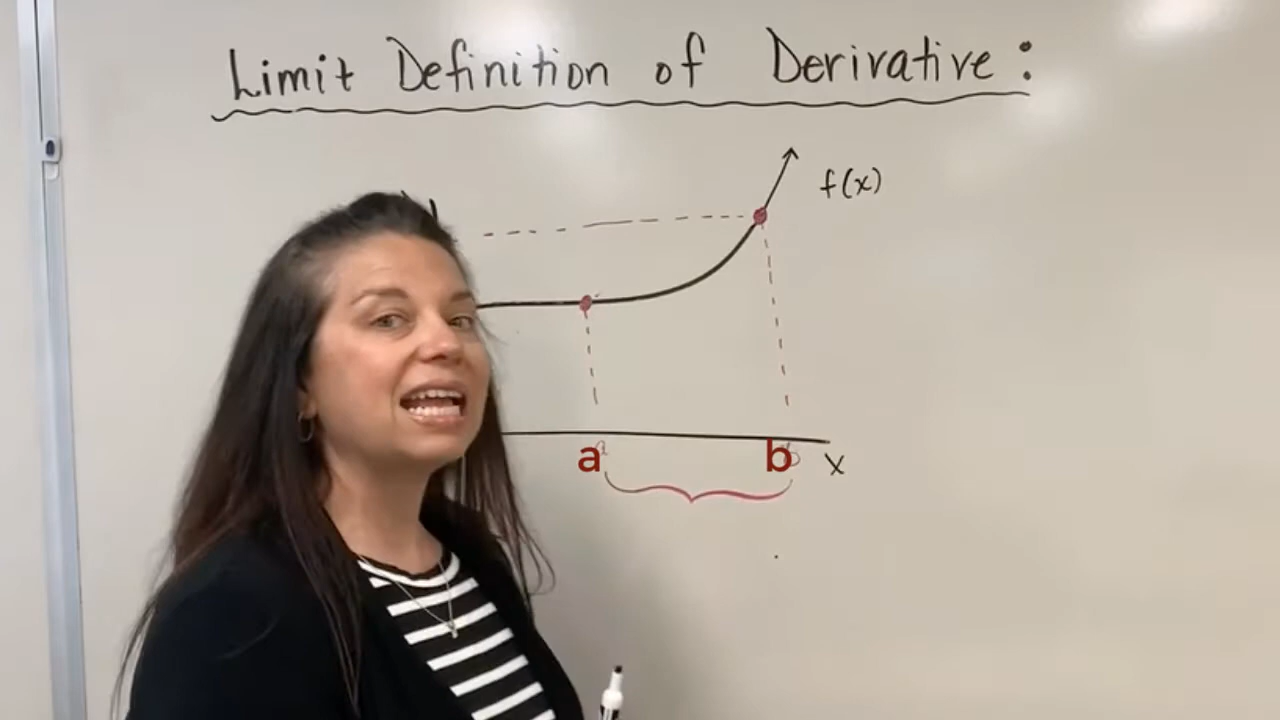 Limit Definition of Derivative:
f(x)
a b x